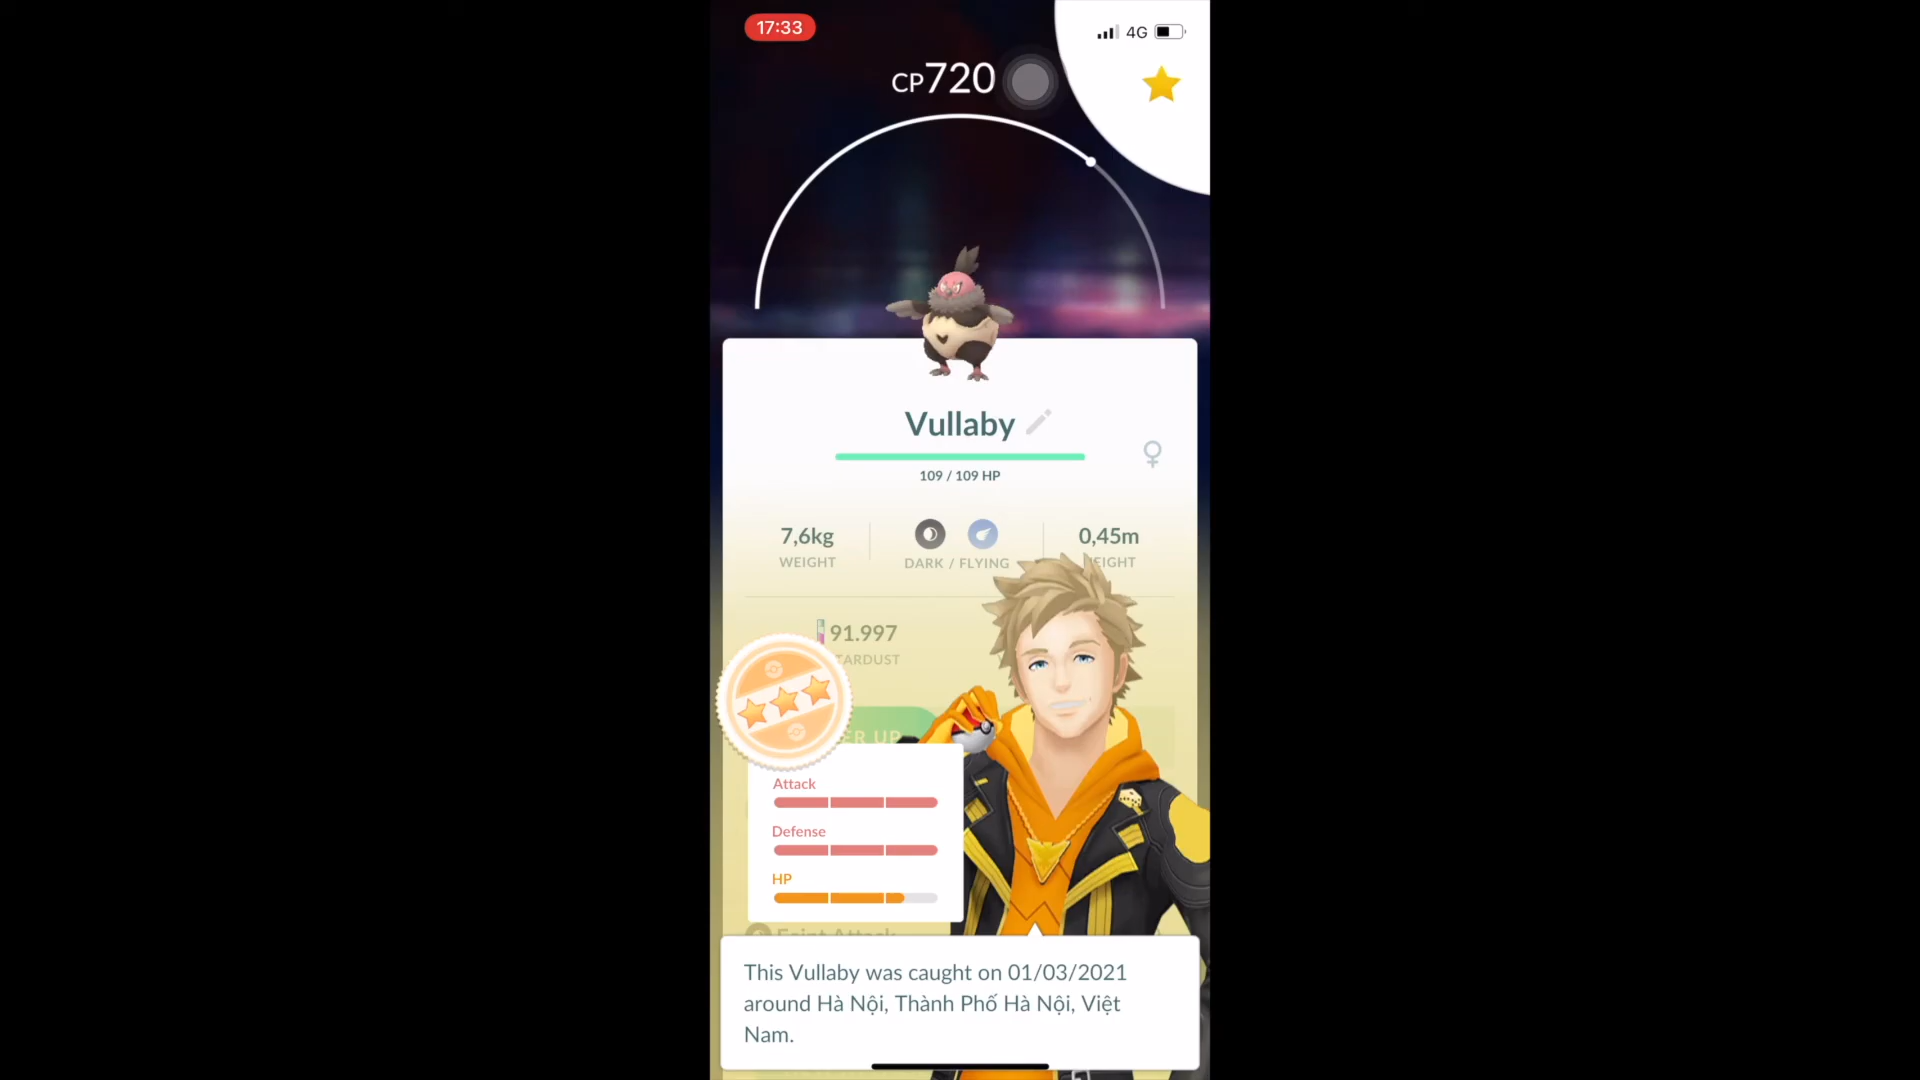 17:33
4G
CP720
Vullaby
109 / 109 HP
7,6kg
WEIGHT
DARK / FLYING
0,45m
91.997
Attack
Defense
HP
This Vullaby was caught on 01/03/2021
around Hà Nội, Thành Phố Hà Nội, Việt
Nam.